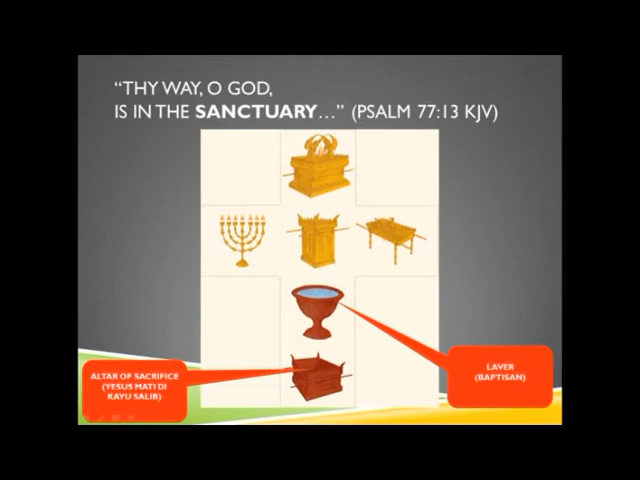 “THY WAY, O GOD,
IS IN THE SANCTUARY…” (PSALM 77:13 KJV)
LAVER
(BAPTISAN)
ALTAR OF SACRIFICE
(YESUS MATI DI
KAYU SALIB)